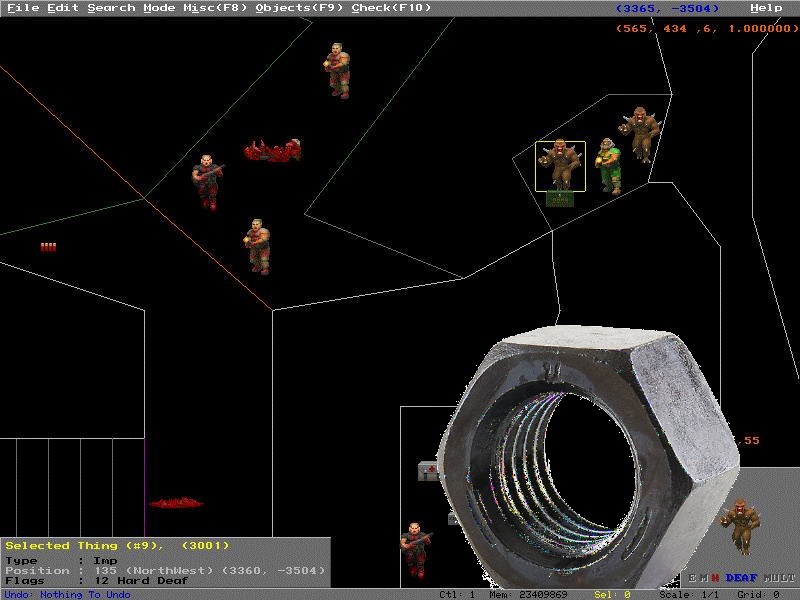 File Edit Search Mode Misc(F8) Objects(F9) Check(F10) (3365, -3504) Help
(565, 434 ,6, 1.000000)
,55
Selected Thing (#9), (3001)
Type : Imp
Position : 135 (NorthWest) (3360, -3504)
Flags : 12 Hard Deaf
E M H DEAF MULT
Undo: Nothing To Undo Ctl: 1 Mem: 23409869 Sel: 0 Scale: 1/1 Grid: 0